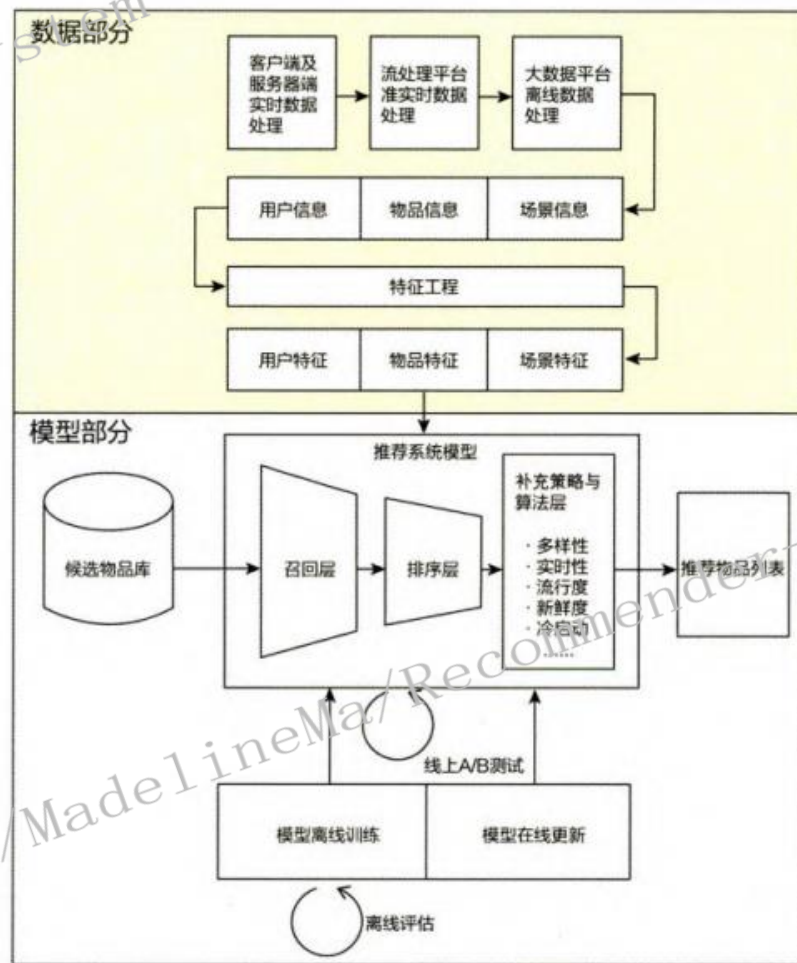 数据部分
客户端及
服务器端
实时数据
处理
流处理平台
准实时数据
处理
大数据平台
离线数据
处理
用户信息
物品信息
场景信息
特征工程
用户特征
物品特征
场景特征
模型部分
推荐系统模型
候选物品库
召回层
排序层
补充策略与
算法层
· 多样性
· 实时性
· 流行度
· 新鲜度
· 冷启动
......
推荐物品列表
线上A/B测试
模型离线训练
模型在线更新
离线评估
/MadelineMa/Recommender
stem